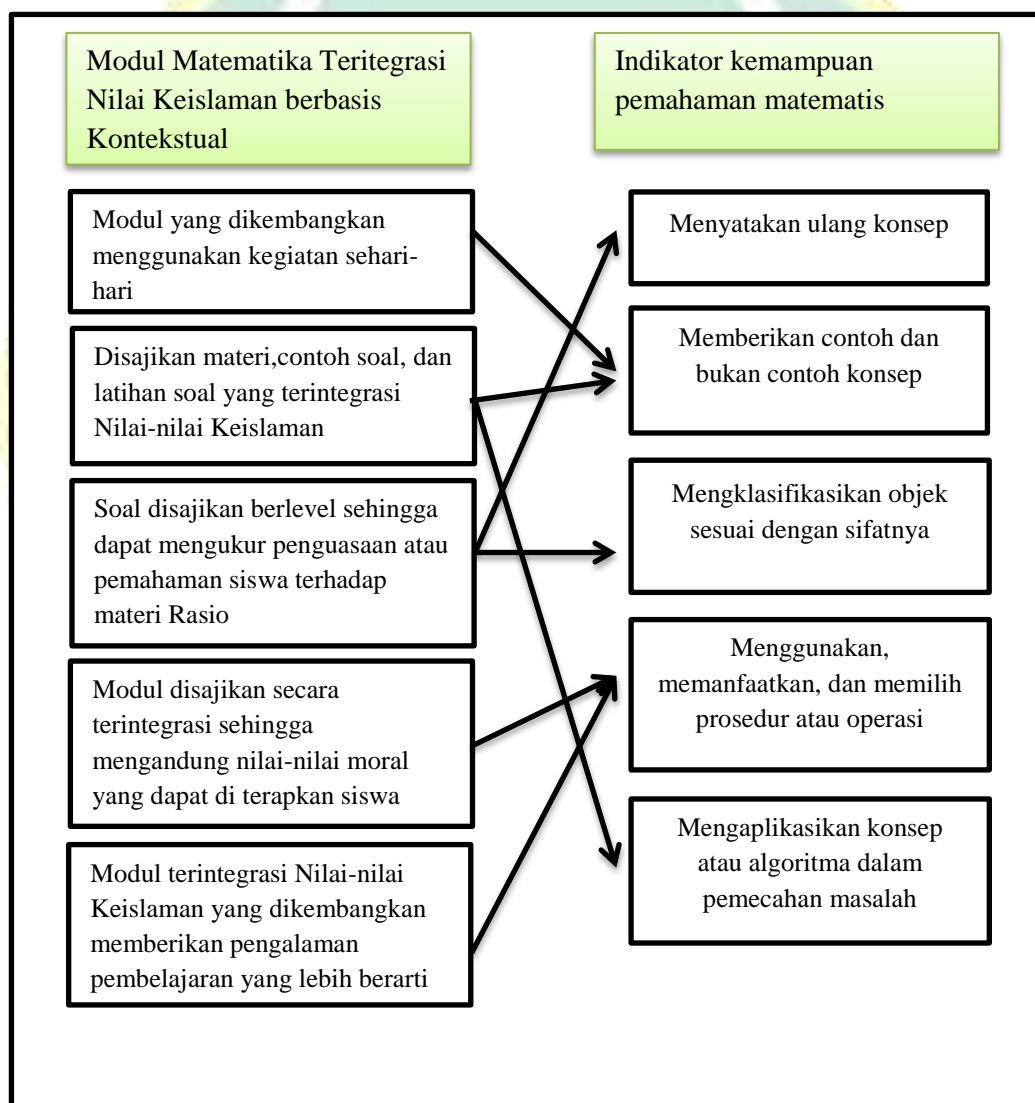 Modul Matematika Teritegrasi
Nilai Keislaman berbasis
Kontekstual
Indikator kemampuan
pemahaman matematis
Modul yang dikembangkan
menggunakan kegiatan sehari-
hari
Disajikan materi,contoh soal, dan
latihan soal yang terintegrasi
Nilai-nilai Keislaman
Soal disajikan berlevel sehingga
dapat mengukur penguasaan atau
pemahaman siswa terhadap
materi Rasio
Modul disajikan secara
terintegrasi sehingga
mengandung nilai-nilai moral
yang dapat di terapkan siswa
Modul terintegrasi Nilai-nilai
Keislaman yang dikembangkan
memberikan pengalaman
pembelajaran yang lebih berarti
Menyatakan ulang konsep
Memberikan contoh dan
bukan contoh konsep
Mengklasifikasikan objek
sesuai dengan sifatnya
Menggunakan,
memanfaatkan, dan memilih
prosedur atau operasi
Mengaplikasikan konsep
atau algoritma dalam
pemecahan masalah